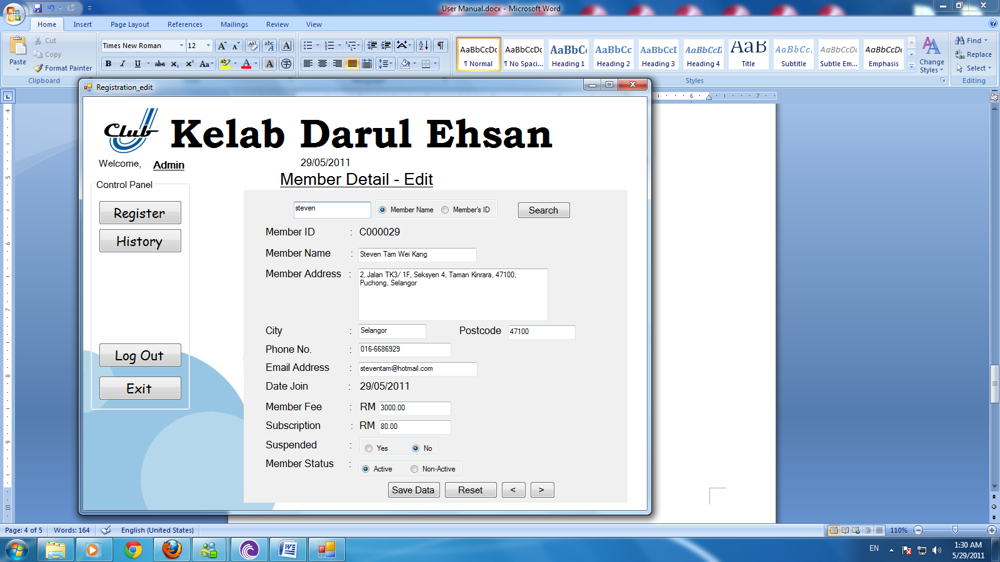 User Manual.docx - Microsoft Word
Home Insert Page Layout References Mailings Review View
Paste Cut Copy Format Painter Clipboard
Times New Roman 12
AaBbCcDc ¶ Normal
AaBbCcDc ¶ No Spaci...
AaBbC Heading 1
AaBbCc Heading 2
AaBbCcI Heading 3
AaBbCcD Heading 4
AaB Title
AaBbCc. Subtitle
AaBbCcDc Subtle Em...
AaBbCcDc Emphasis
Change Styles
Styles
Find
Replace
Select
Editing
Registration_edit
Club
Kelab Darul Ehsan
Welcome, Admin
29/05/2011
Member Detail - Edit
Control Panel
Register
History
Log Out
Exit
steven Member Name Member's ID Search
Member ID : C000029
Member Name : Steven Tam Wei Kang
Member Address : 2, Jalan TK3/ 1F, Seksyen 4, Taman Kinrara, 47100,
Puchong, Selangor
City : Selangor Postcode 47100
Phone No. : 016-6686929
Email Address : steventam@hotmail.com
Date Join : 29/05/2011
Member Fee : RM 3000.00
Subscription : RM 80.00
Suspended : Yes No
Member Status : Active Non-Active
Save Data Reset < >
Page: 4 of 5 Words: 164 English (United States) 110%
EN 1:30 AM
5/29/2011